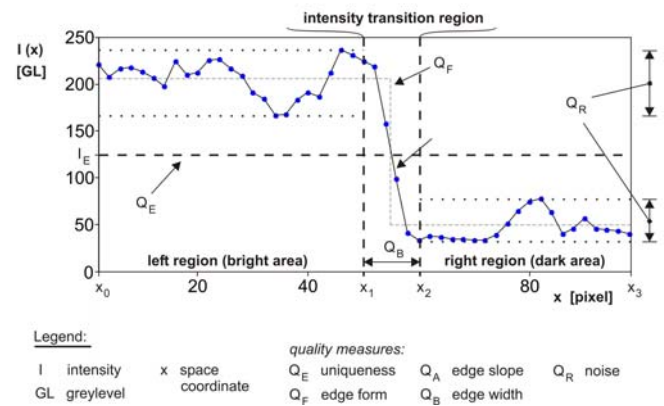 intensity transition region
I (x)
[GL]
250
200
150
I_E
100
50
0
Q_F
Q_R
Q_E
Q_B
left region (bright area)
right region (dark area)
x_0
20
40
x_1
x_2
80
x_3
x [pixel]
Legend:
I intensity
x space coordinate
GL greylevel
quality measures:
Q_E uniqueness
Q_A edge slope
Q_R noise
Q_F edge form
Q_B edge width